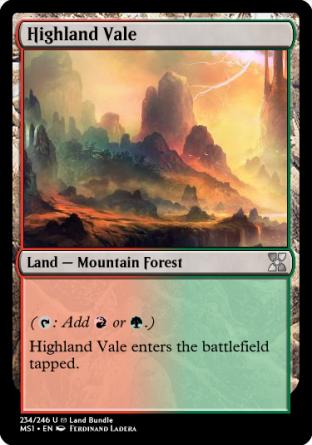 Highland Vale
Land — Mountain Forest
( : Add or .)
Highland Vale enters the battlefield
tapped.
234/246 U Land Bundle
MSI • EN Ferdinand Ladera